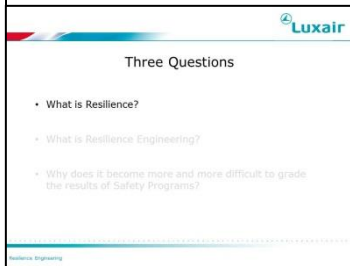 Luxair
Three Questions
• What is Resilience?
• What is Resilience Engineering?
• Why does it become more and more difficult to grade
the results of Safety Programs?
Resilience Engineering